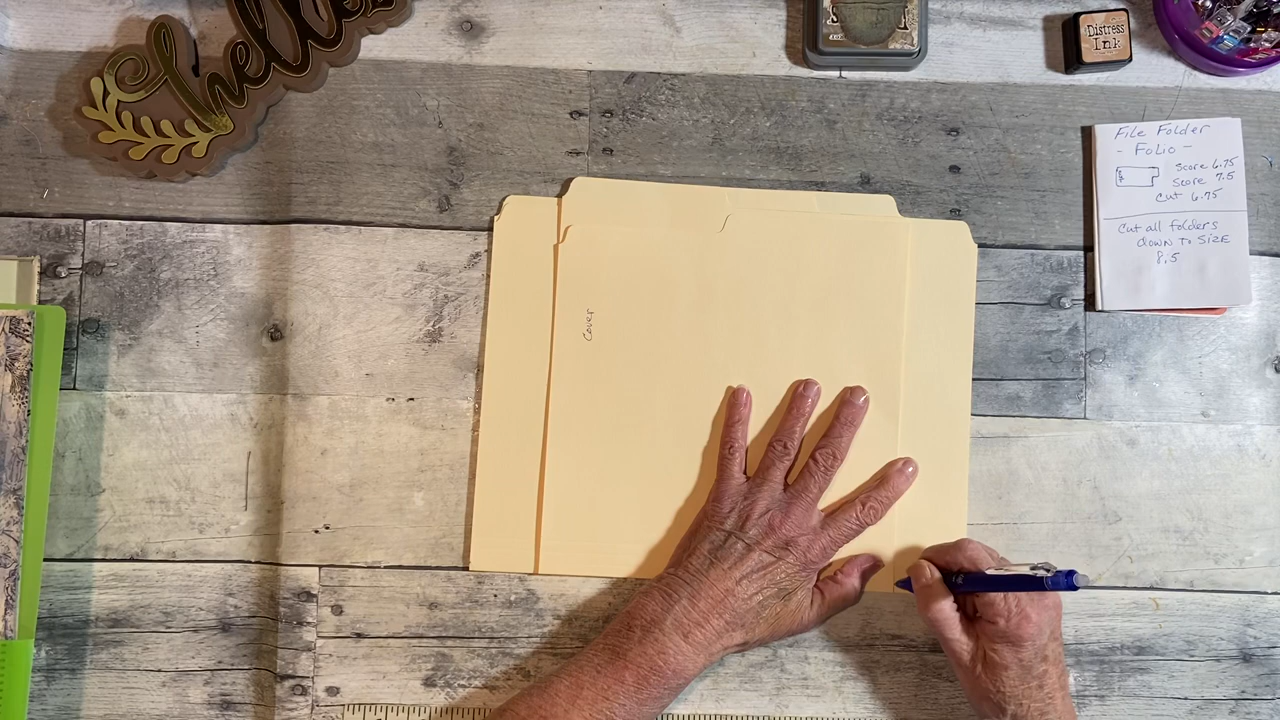 hello
Distress
Ink
File Folder
- Folio -
Score 6.75
Score 7.5
Cut 6.75
Cut all folders
down to SIZE
8.5
Cover